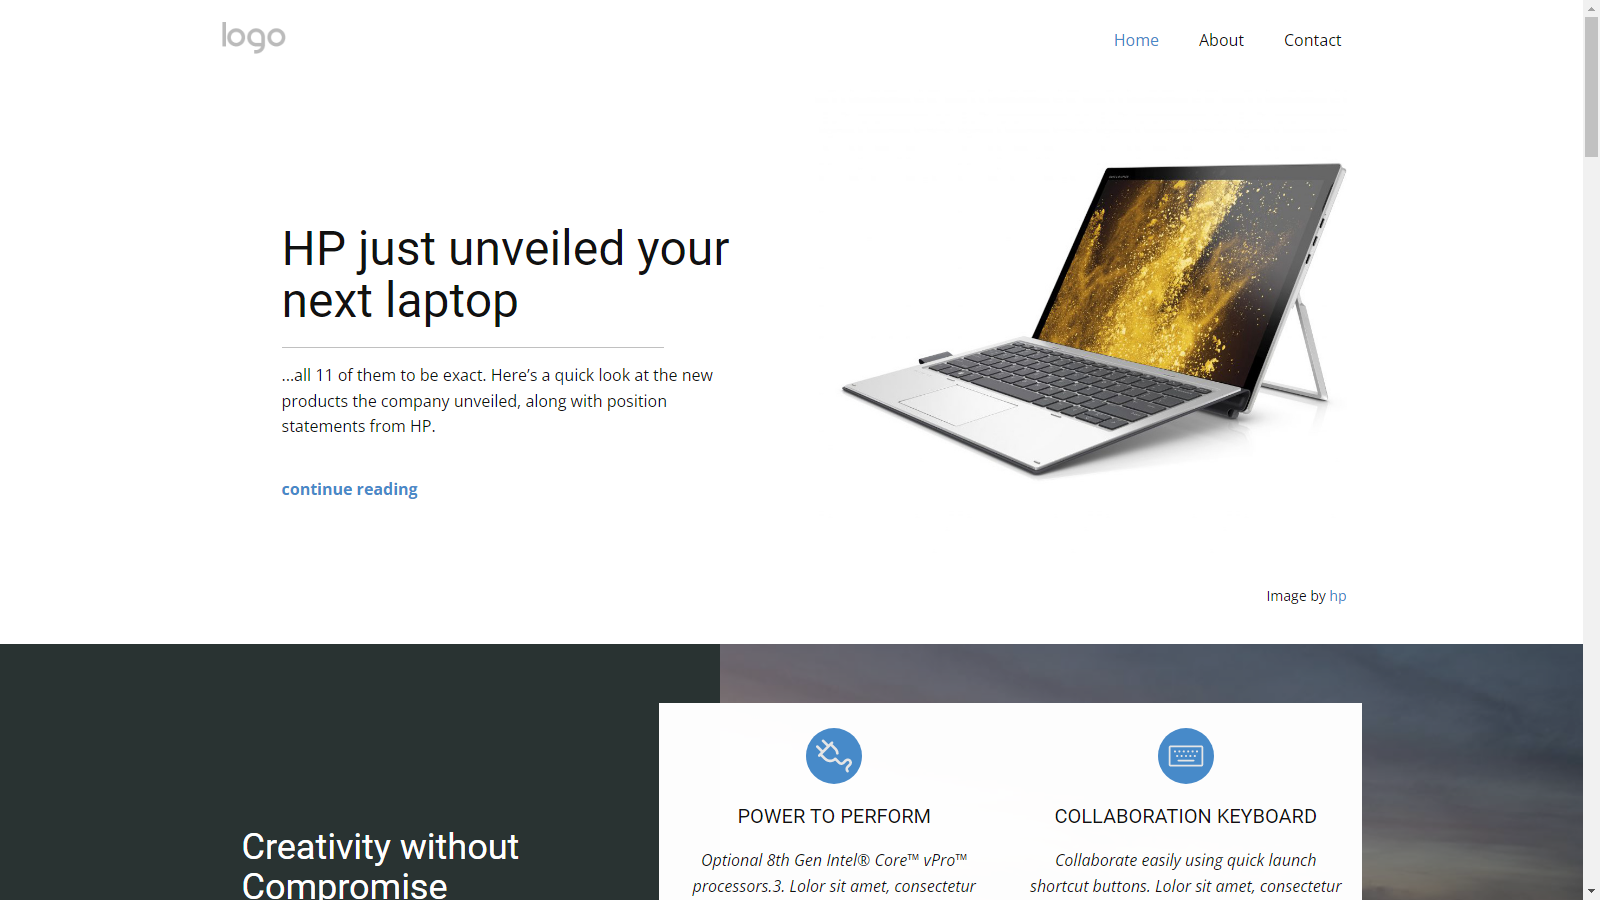 logo
Home
About
Contact
HP just unveiled your
next laptop
...all 11 of them to be exact. Here’s a quick look at the new
products the company unveiled, along with position
statements from HP.
continue reading
Image by hp
Creativity without
Compromise
POWER TO PERFORM
Optional 8th Gen Intel® Core™ vPro™
processors.3. Lolor sit amet, consectetur
COLLABORATION KEYBOARD
Collaborate easily using quick launch
shortcut buttons. Lolor sit amet, consectetur